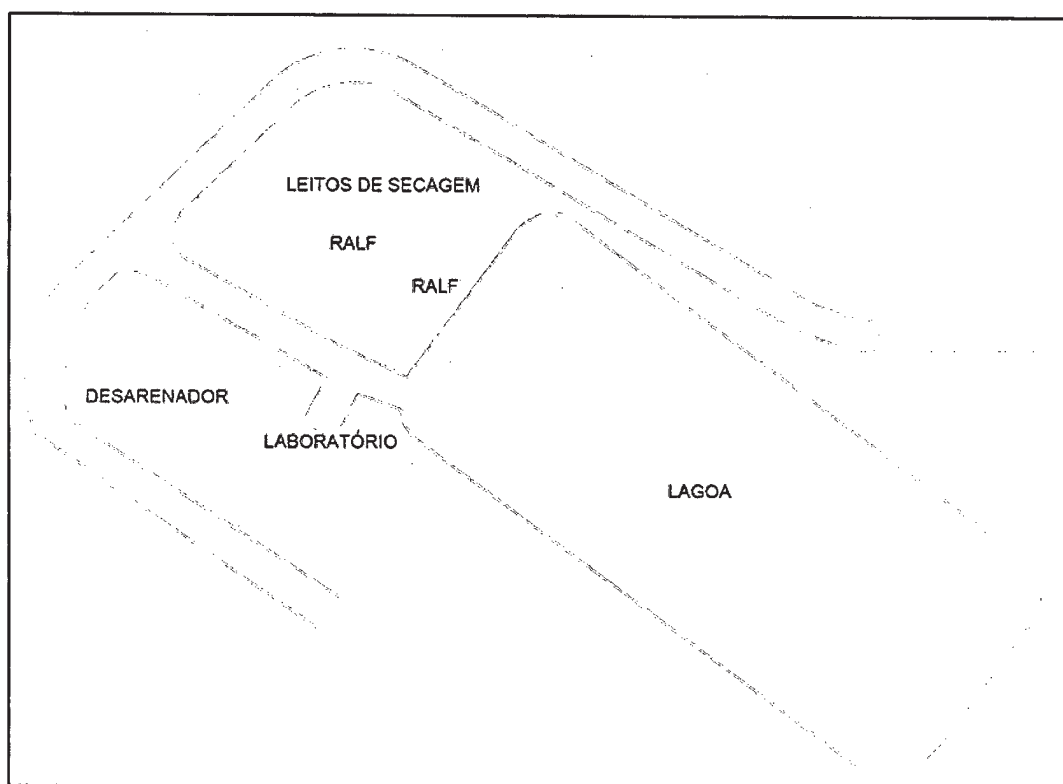 LEITOS DE SECAGEM
RALF
RALF
DESARENADOR
LABORATÓRIO
LAGOA